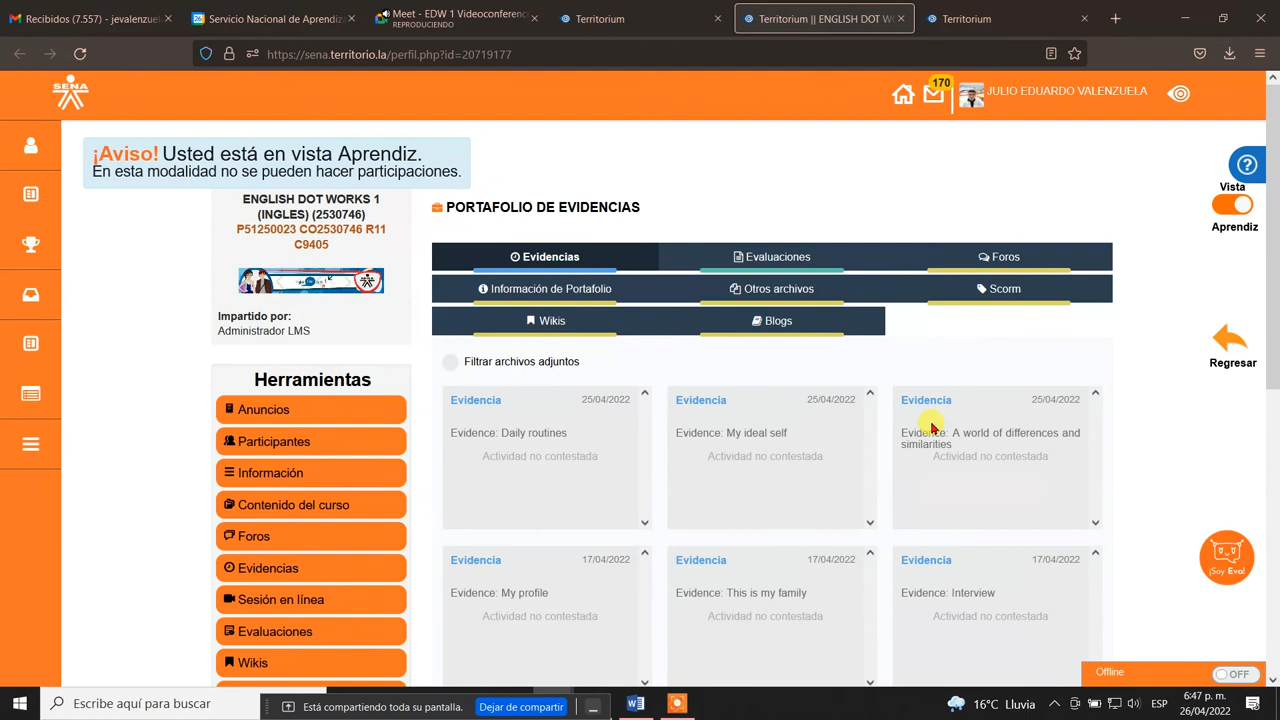 Recibidos (7.557) - jevalenzue
Servicio Nacional de Aprendiza
Meet - EDW 1 Videoconferenc
REPRODUCIENDO
Territorium
Territorium || ENGLISH DOT WO
Territorium
https://sena.territorio.la/perfil.php?id=20719177
SENA
170
JULIO EDUARDO VALENZUELA
¡Aviso! Usted está en vista Aprendiz.
En esta modalidad no se pueden hacer participaciones.
Vista
Aprendiz
Regresar
ENGLISH DOT WORKS 1
(INGLES) (2530746)
P51250023 CO2530746 R11
C9405
Impartido por:
Administrador LMS
Herramientas
Anuncios
Participantes
Información
Contenido del curso
Foros
Evidencias
Sesión en línea
Evaluaciones
Wikis
PORTAFOLIO DE EVIDENCIAS
Evidencias
Evaluaciones
Foros
Información de Portafolio
Otros archivos
Scorm
Wikis
Blogs
Filtrar archivos adjuntos
Evidencia 25/04/2022
Evidence: Daily routines
Actividad no contestada
Evidencia 25/04/2022
Evidence: My ideal self
Actividad no contestada
Evidencia 25/04/2022
Evidence: A world of differences and
similarities
Actividad no contestada
Evidencia 17/04/2022
Evidence: My profile
Actividad no contestada
Evidencia 17/04/2022
Evidence: This is my family
Actividad no contestada
Evidencia 17/04/2022
Evidence: Interview
Actividad no contestada
¡Soy Eva!
Offline
OFF
Escribe aquí para buscar
Está compartiendo toda su pantalla.
Dejar de compartir
16°C Lluvia
ESP
6:47 p. m.
26/04/2022